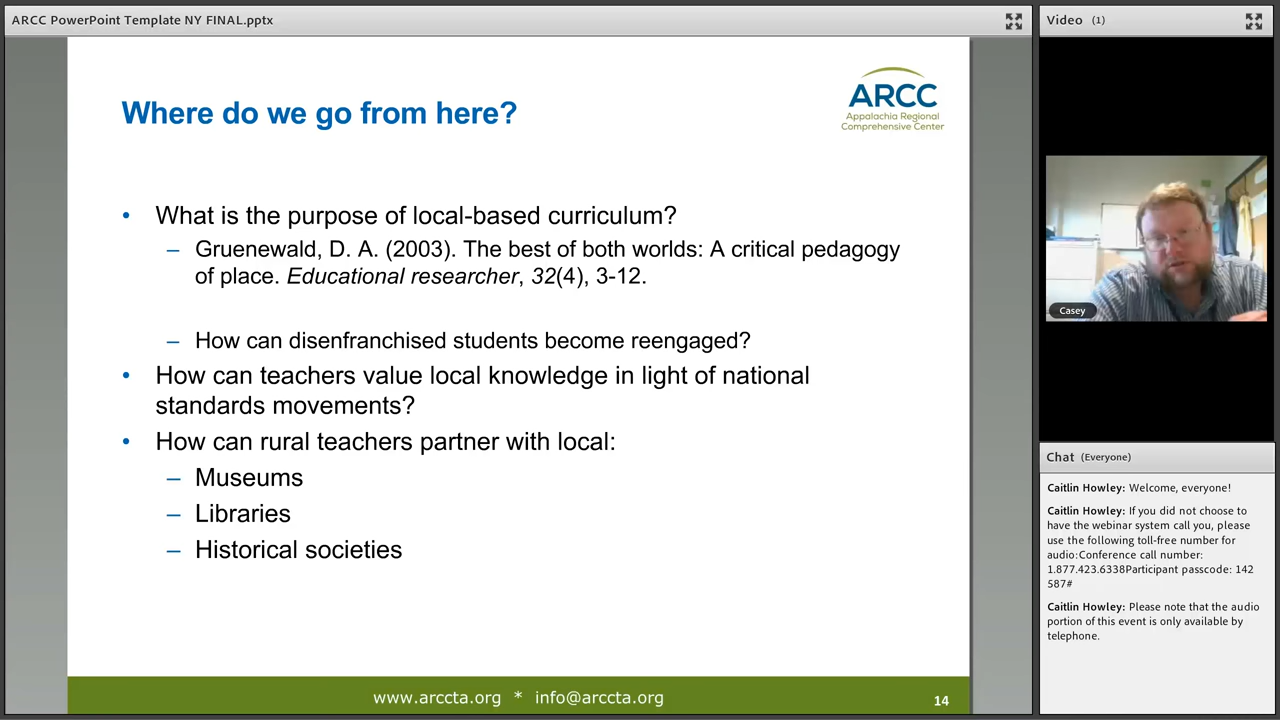 ARCC PowerPoint Template NY FINAL.pptx
Where do we go from here?
ARCC
Appalachia Regional
Comprehensive Center
• What is the purpose of local-based curriculum?
– Gruenewald, D. A. (2003). The best of both worlds: A critical pedagogy
of place. Educational researcher, 32(4), 3-12.
– How can disenfranchised students become reengaged?
• How can teachers value local knowledge in light of national
standards movements?
• How can rural teachers partner with local:
– Museums
– Libraries
– Historical societies
www.arccta.org * info@arccta.org
14
Video (1)
Casey
Chat (Everyone)
Caitlin Howley: Welcome, everyone!
Caitlin Howley: If you did not choose to
have the webinar system call you, please
use the following toll-free number for
audio:Conference call number:
1.877.423.6338Participant passcode: 142
587#
Caitlin Howley: Please note that the audio
portion of this event is only available by
telephone.